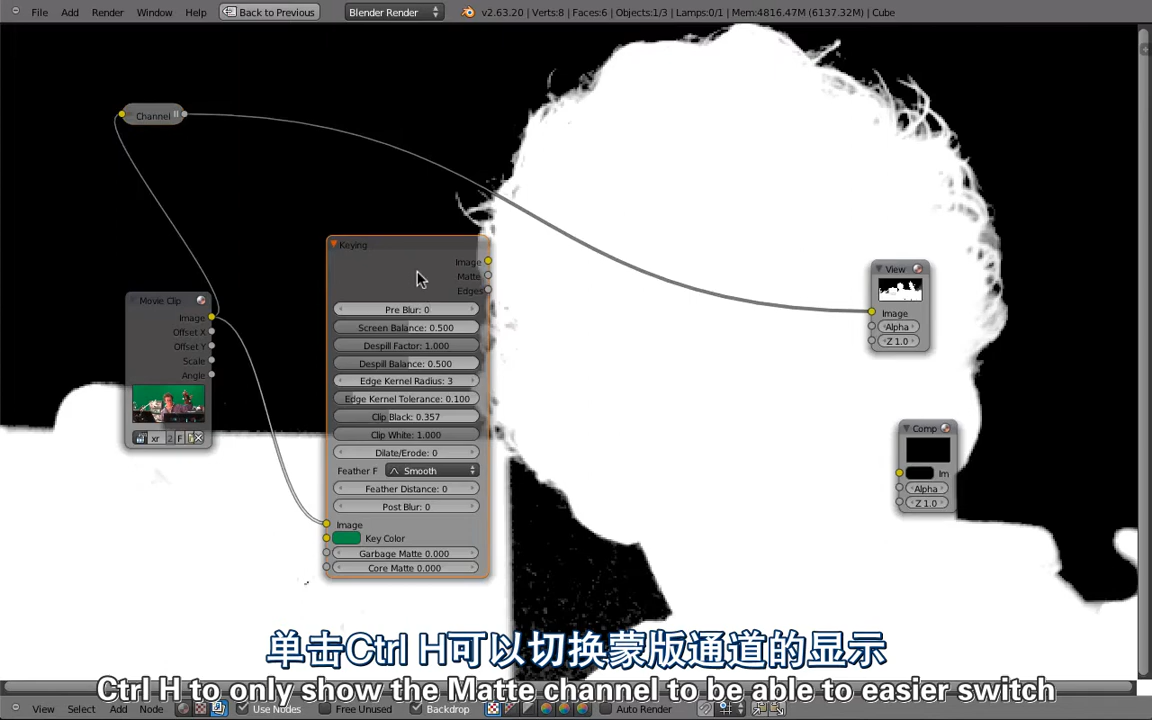 File Add Render Window Help Back to Previous Blender Render v2.63.20 | Verts:8 | Faces:6 | Objects:1/3 | Lamps:0/1 | Mem:4816.47M (6137.32M) | Cube
Channel
Keying
Image
Matte
Edges
Pre Blur: 0
Screen Balance: 0.500
Despill Factor: 1.000
Despill Balance: 0.500
Edge Kernel Radius: 3
Edge Kernel Tolerance: 0.100
Clip Black: 0.357
Clip White: 1.000
Dilate/Erode: 0
Feather F Smooth
Feather Distance: 0
Post Blur: 0
Image
Key Color
Garbage Matte 0.000
Core Matte 0.000
Movie Clip
Image
Offset X
Offset Y
Scale
Angle
xr 2 F
View
Image
Alpha
Z 1.0
Comp
Im
Alpha
Z 1.0
单击Ctrl H可以切换蒙版通道的显示
Ctrl H to only show the Matte channel to be able to easier switch
View Select Add Node Use Nodes Free Unused Backdrop Auto Render